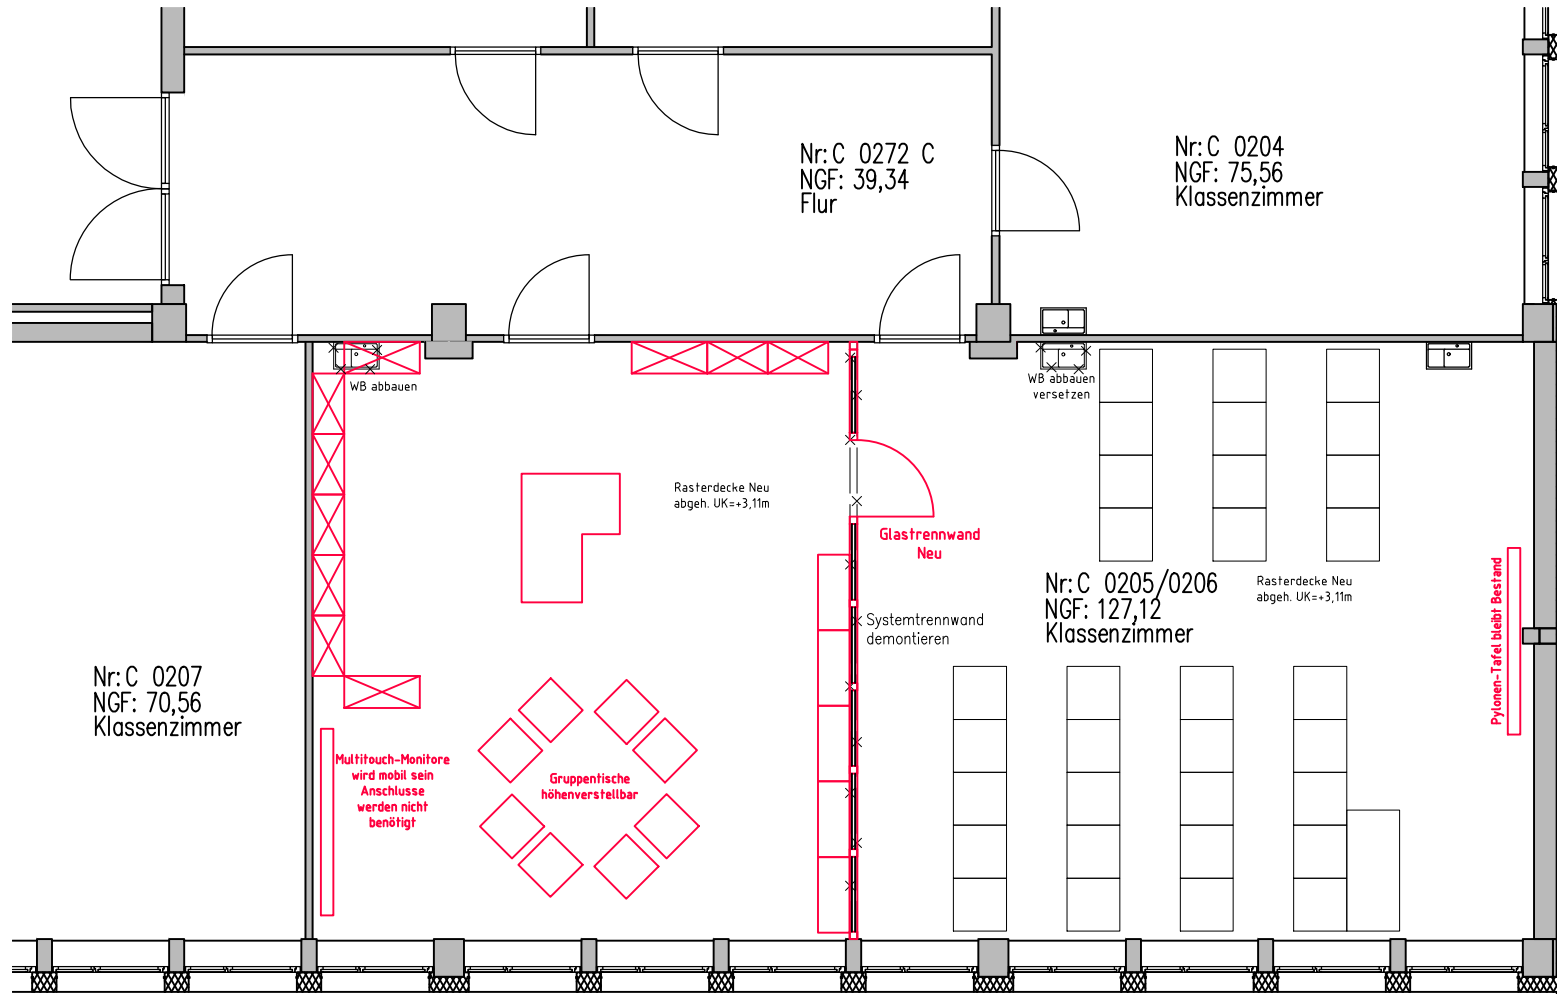 Nr: C 0272 C
NGF: 39,34
Flur
Nr: C 0204
NGF: 75,56
Klassenzimmer
WB abbauen
WB abbauen
versetzen
Rasterdecke Neu
abgeh. UK=+3,11m
Glastrennwand
Neu
Nr: C 0205/0206
NGF: 127,12
Klassenzimmer
Rasterdecke Neu
abgeh. UK=+3,11m
Pylonen-Tafel bleibt Bestand
Systemtrennwand
demontieren
Nr: C 0207
NGF: 70,56
Klassenzimmer
Multitouch-Monitore
wird mobil sein
Anschlusse
werden nicht
benötigt
Gruppentische
höhenverstellbar